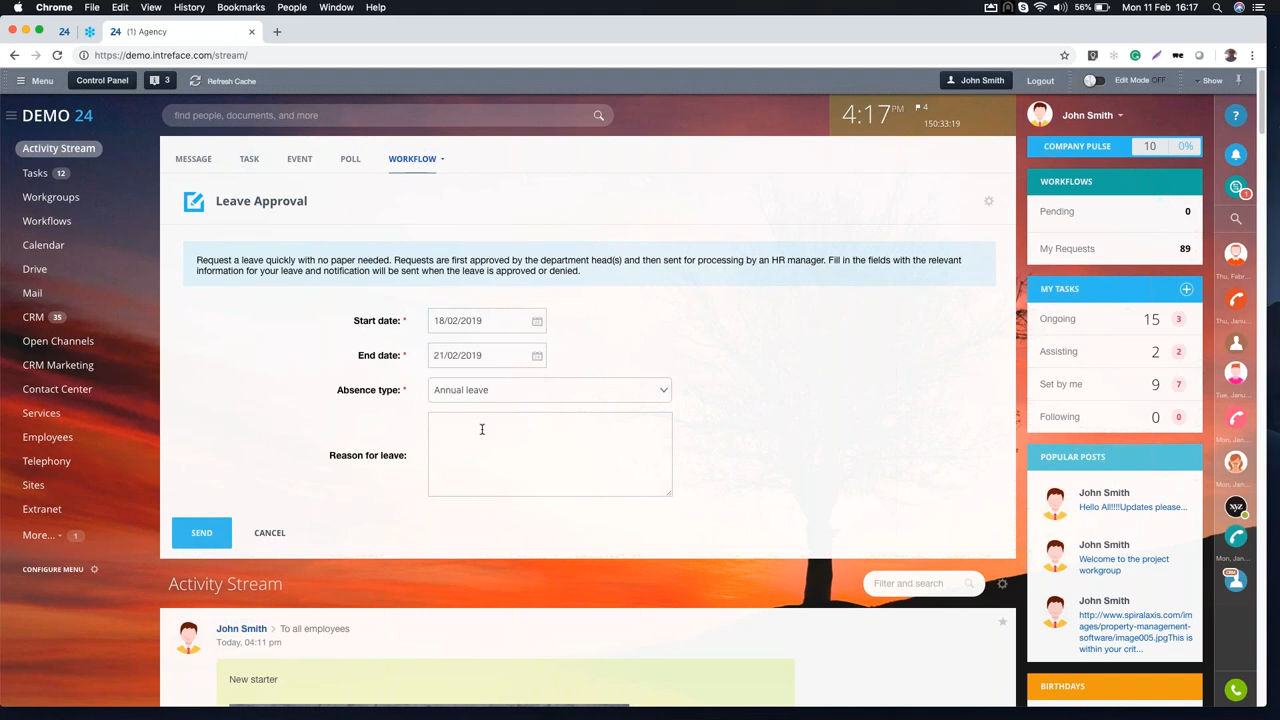 Chrome File Edit View History Bookmarks People Window Help 56% Mon 11 Feb 16:17
24 24 (1) Agency
https://demo.intreface.com/stream/
Menu Control Panel 3 Refresh Cache John Smith Logout Edit Mode OFF Show
DEMO 24
find people, documents, and more
4:17 PM 4
150:33:19
John Smith
Activity Stream
Tasks 12
Workgroups
Workflows
Calendar
Drive
Mail
CRM 35
Open Channels
CRM Marketing
Contact Center
Services
Employees
Telephony
Sites
Extranet
More... 1
CONFIGURE MENU
MESSAGE TASK EVENT POLL WORKFLOW
Leave Approval
Request a leave quickly with no paper needed. Requests are first approved by the department head(s) and then sent for processing by an HR manager. Fill in the fields with the relevant
information for your leave and notification will be sent when the leave is approved or denied.
Start date: * 18/02/2019
End date: * 21/02/2019
Absence type: * Annual leave
Reason for leave:
SEND CANCEL
Activity Stream
Filter and search
John Smith > To all employees
Today, 04:11 pm
New starter
COMPANY PULSE 10 0%
WORKFLOWS
Pending 0
My Requests 89
MY TASKS
Ongoing 15 3
Assisting 2 2
Set by me 9 7
Following 0 0
POPULAR POSTS
John Smith
Hello All!!!!Updates please...
John Smith
Welcome to the project
workgroup
John Smith
http://www.spiralaxis.com/im
ages/property-management-
software/image005.jpgThis is
within your crit...
BIRTHDAYS
?
1
Thu, Febr...
Thu, Janu...
Tue, Janu...
Mon, Jan...
Mon, Jan...
xyz
Mon, Jan...
CRM